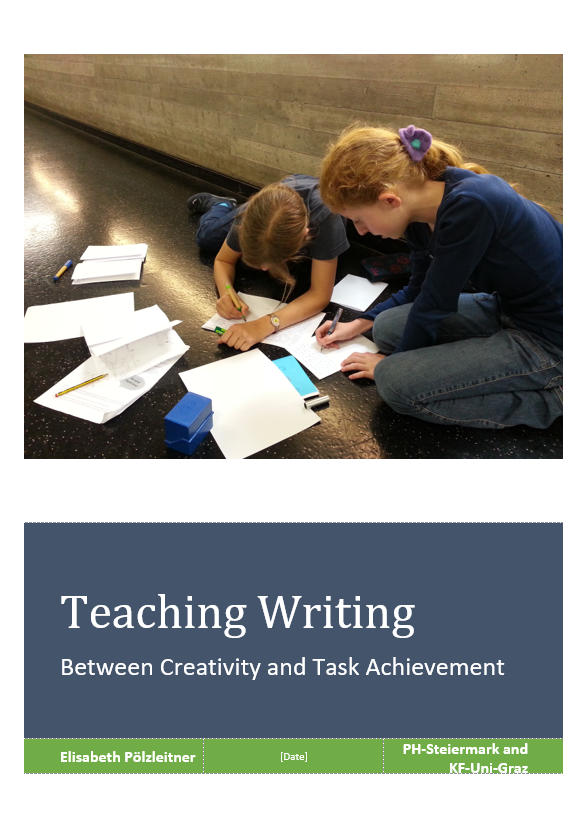 Teaching Writing
Between Creativity and Task Achievement
Elisabeth Pölzleitner
[Date]
PH-Steiermark and
KF-Uni-Graz